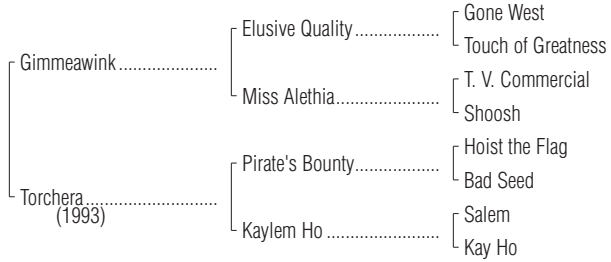 Gone West
Elusive Quality
Touch of Greatness
Gimmeawink
T. V. Commercial
Miss Alethia
Shoosh
Hoist the Flag
Pirate's Bounty
Bad Seed
Torchera
(1993)
Salem
Kaylem Ho
Kay Ho